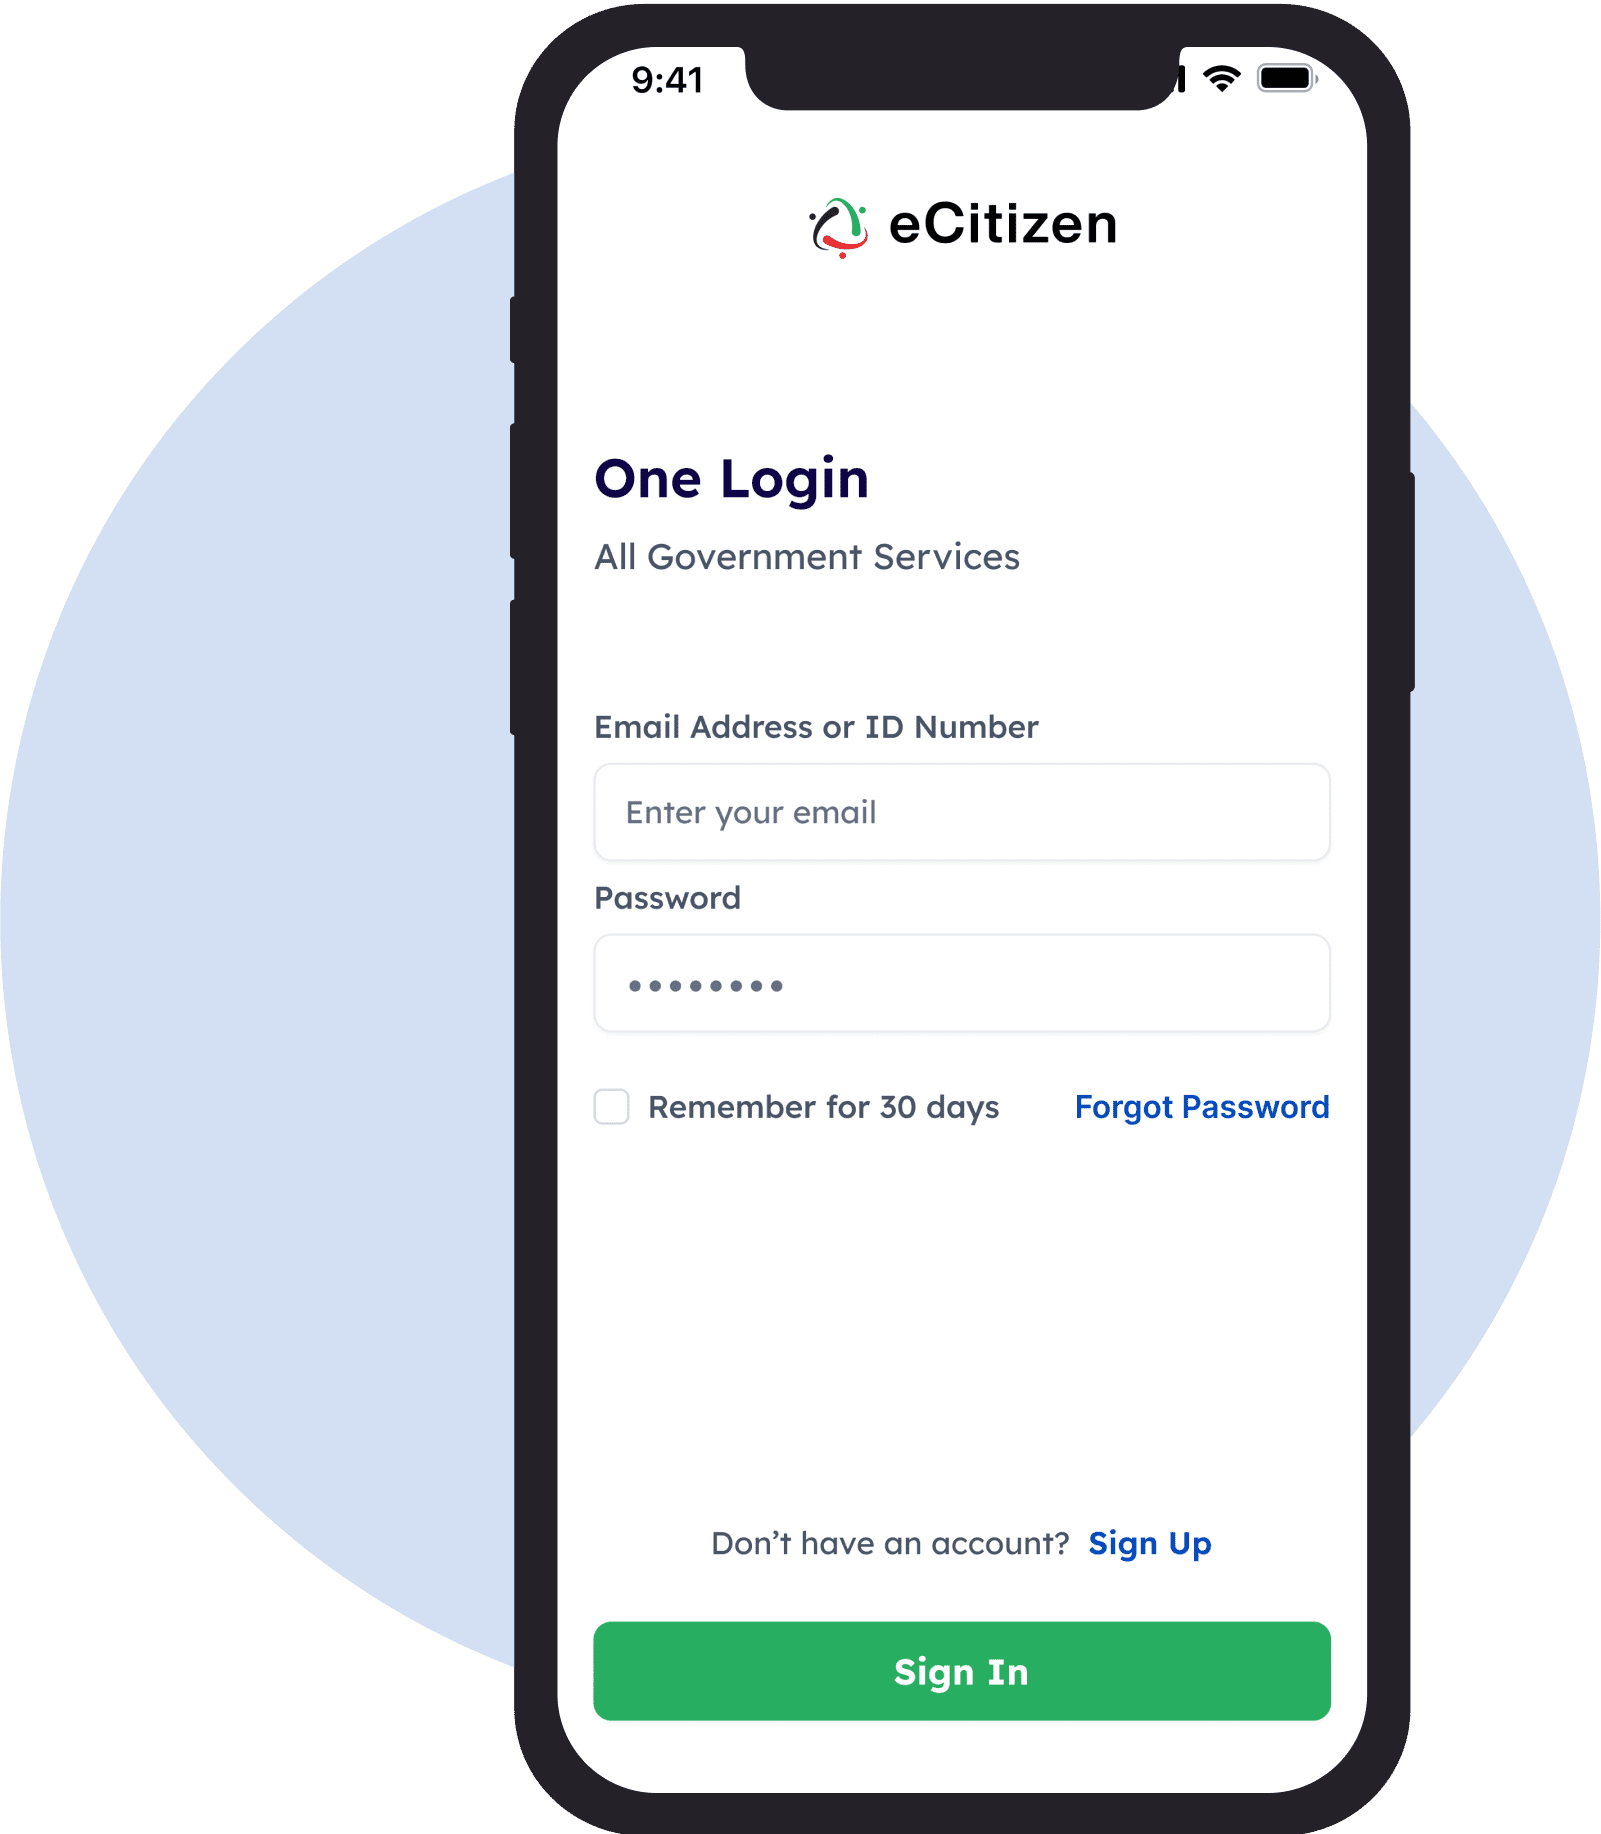 9:41
eCitizen
One Login
All Government Services
Email Address or ID Number
Enter your email
Password
Remember for 30 days Forgot Password
Don’t have an account? Sign Up
Sign In